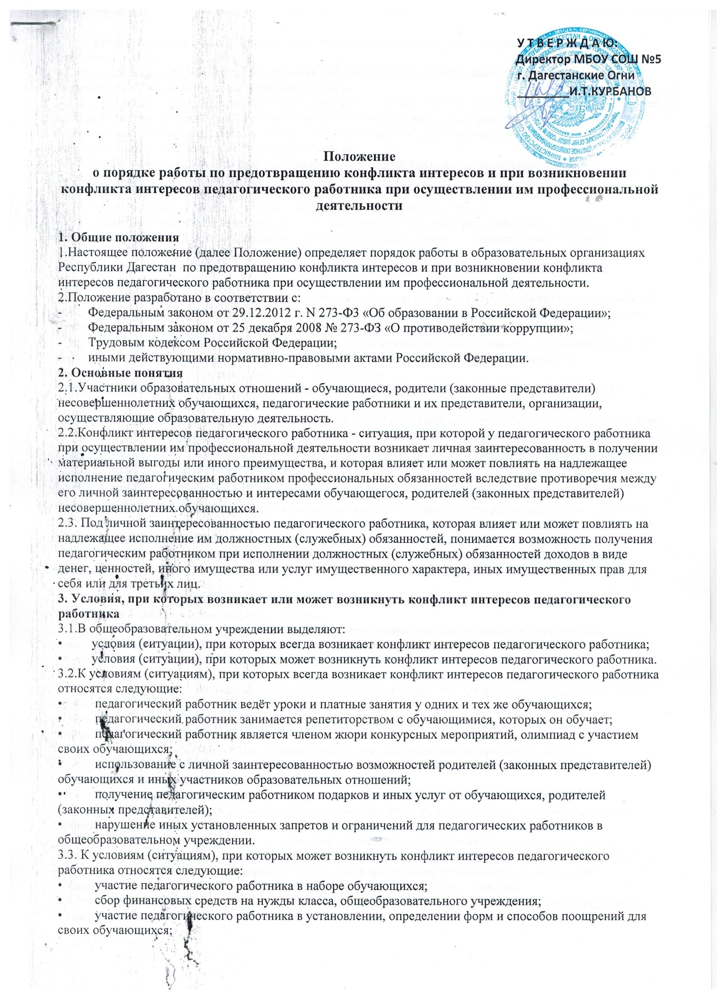 У Т В Е Р Ж Д А Ю:
Директор МБОУ СОШ №5
г. Дагестанские Огни
_________И.Т.КУРБАНОВ
Положение
о порядке работы по предотвращению конфликта интересов и при возникновении
конфликта интересов педагогического работника при осуществлении им профессиональной
деятельности
1. Общие положения
1.Настоящее положение (далее Положение) определяет порядок работы в образовательных организациях
Республики Дагестан по предотвращению конфликта интересов и при возникновении конфликта
интересов педагогического работника при осуществлении им профессиональной деятельности.
2.Положение разработано в соответствии с:
- Федеральным законом от 29.12.2012 г. N 273-ФЗ «Об образовании в Российской Федерации»;
- Федеральным законом от 25 декабря 2008 № 273-ФЗ «О противодействии коррупции»;
- Трудовым кодексом Российской Федерации;
- иными действующими нормативно-правовыми актами Российской Федерации.
2. Основные понятия
2.1.Участники образовательных отношений - обучающиеся, родители (законные представители)
несовершеннолетних обучающихся, педагогические работники и их представители, организации,
осуществляющие образовательную деятельность.
2.2.Конфликт интересов педагогического работника - ситуация, при которой у педагогического работника
при осуществлении им профессиональной деятельности возникает личная заинтересованность в получении
материальной выгоды или иного преимущества, и которая влияет или может повлиять на надлежащее
исполнение педагогическим работником профессиональных обязанностей вследствие противоречия между
его личной заинтересованностью и интересами обучающегося, родителей (законных представителей)
несовершеннолетних обучающихся.
2.3. Под личной заинтересованностью педагогического работника, которая влияет или может повлиять на
надлежащее исполнение им должностных (служебных) обязанностей, понимается возможность получения
педагогическим работником при исполнении должностных (служебных) обязанностей доходов в виде
денег, ценностей, иного имущества или услуг имущественного характера, иных имущественных прав для
себя или для третьих лиц.
3. Условия, при которых возникает или может возникнуть конфликт интересов педагогического
работника
3.1.В общеобразовательном учреждении выделяют:
• условия (ситуации), при которых всегда возникает конфликт интересов педагогического работника;
• условия (ситуации), при которых может возникнуть конфликт интересов педагогического работника.
3.2.К условиям (ситуациям), при которых всегда возникает конфликт интересов педагогического работника
относятся следующие:
• педагогический работник ведёт уроки и платные занятия у одних и тех же обучающихся;
• педагогический работник занимается репетиторством с обучающимися, которых он обучает;
• педагогический работник является членом жюри конкурсных мероприятий, олимпиад с участием
своих обучающихся;
• использование с личной заинтересованностью возможностей родителей (законных представителей)
обучающихся и иных участников образовательных отношений;
• получение педагогическим работником подарков и иных услуг от обучающихся, родителей
(законных представителей);
• нарушение иных установленных запретов и ограничений для педагогических работников в
общеобразовательном учреждении.
3.3. К условиям (ситуациям), при которых может возникнуть конфликт интересов педагогического
работника относятся следующие:
• участие педагогического работника в наборе обучающихся;
• сбор финансовых средств на нужды класса, общеобразовательного учреждения;
• участие педагогического работника в установлении, определении форм и способов поощрений для
своих обучающихся;